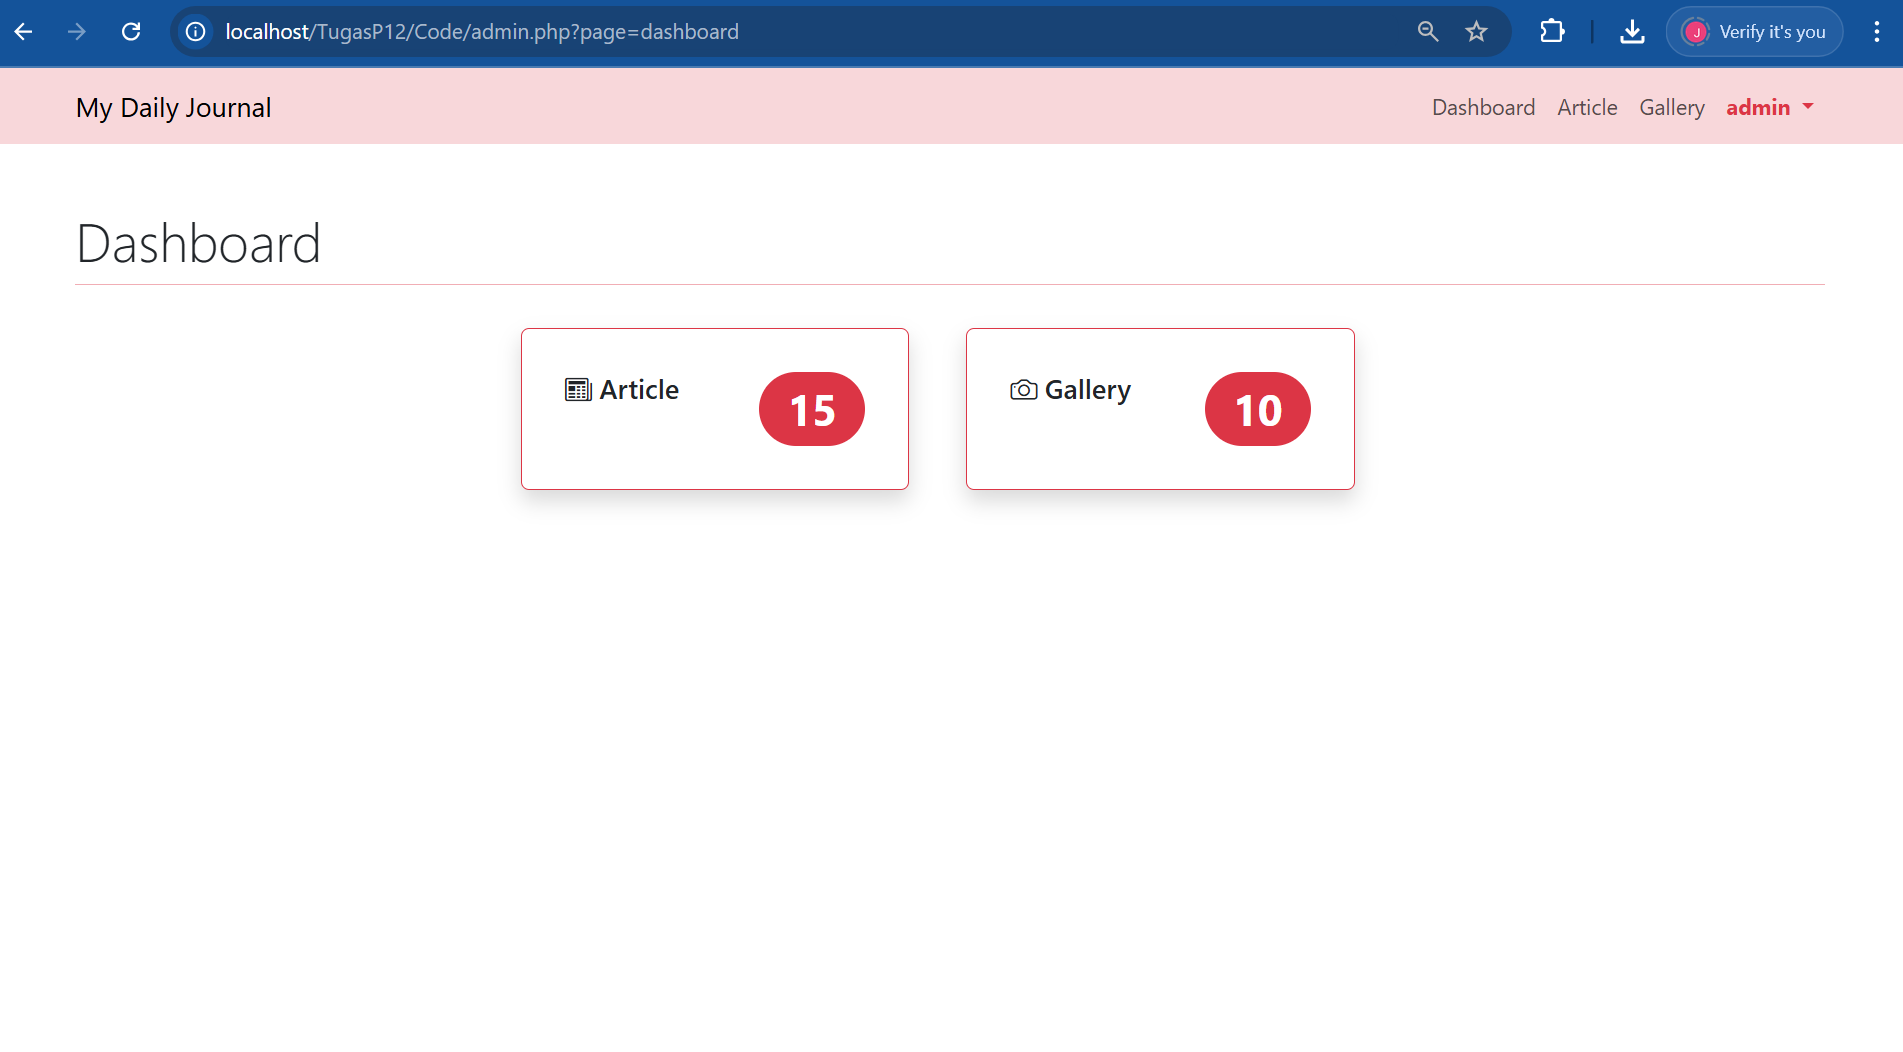 localhost/TugasP12/Code/admin.php?page=dashboard
J Verify it's you
My Daily Journal
Dashboard Article Gallery admin
Dashboard
Article 15
Gallery 10